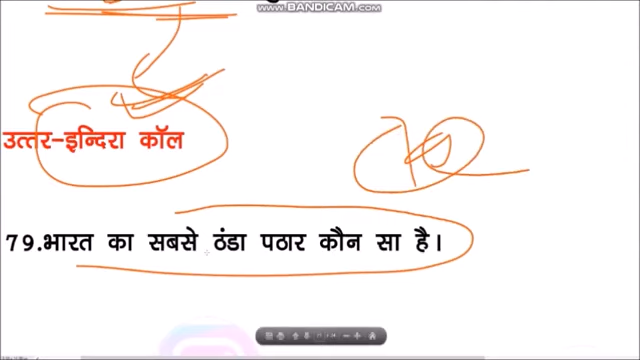 www.BANDICAM.com
उत्तर-इन्दिरा कॉल
79.भारत का सबसे ठंडा पठार कौन सा है।